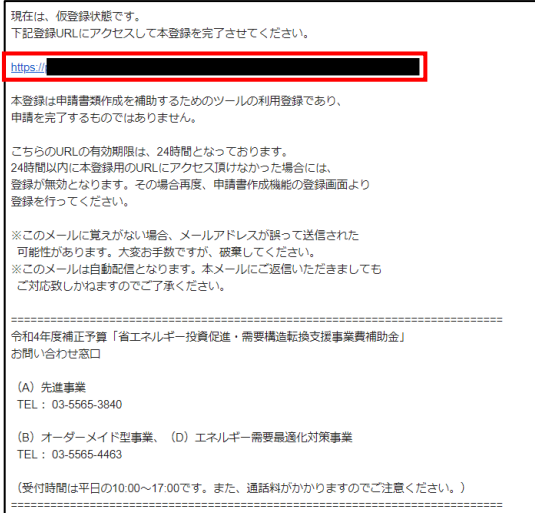 現在は、仮登録状態です。
下記登録URLにアクセスして本登録を完了させてください。
https://
本登録は申請書類作成を補助するためのツールの利用登録であり、
申請を完了するものではありません。
こちらのURLの有効期限は、24時間となっております。
24時間以内に本登録用のURLにアクセス頂けなかった場合には、
登録が無効となります。その場合再度、申請書作成機能の登録画面より
登録を行ってください。
※このメールに覚えがない場合、メールアドレスが誤って送信された
可能性があります。大変お手数ですが、破棄してください。
※このメールは自動配信となります。本メールにご返信いただきましても
ご対応致しかねますのでご了承ください。
==========================================================================
令和4年度補正予算「省エネルギー投資促進・需要構造転換支援事業費補助金」
お問い合わせ窓口
（A）先進事業
TEL： 03-5565-3840
（B）オーダーメイド型事業、（D）エネルギー需要最適化対策事業
TEL： 03-5565-4463
（受付時間は平日の10:00～17:00です。また、通話料がかかりますのでご注意ください。）
==========================================================================